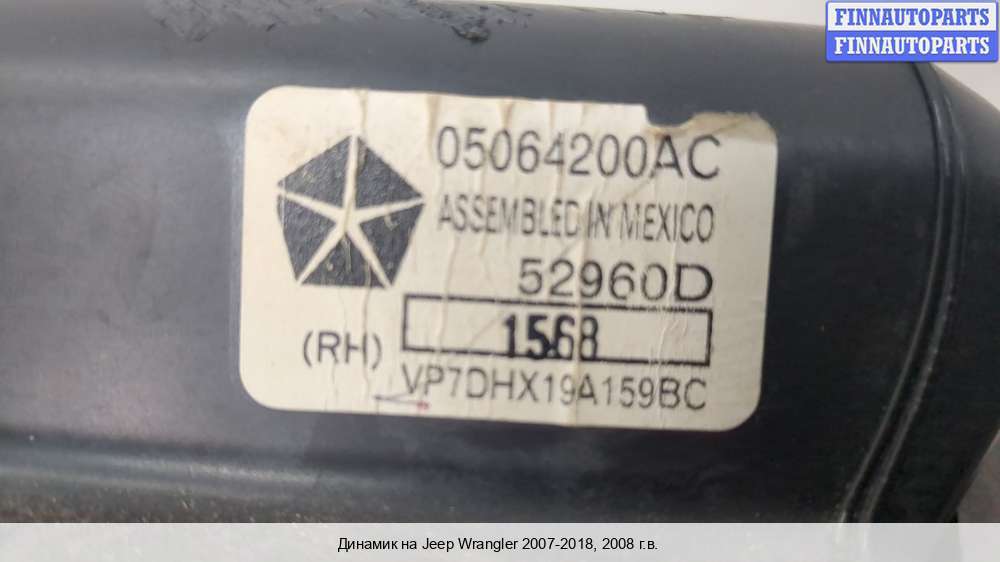 FINNAUTOPARTS
FINNAUTOPARTS
05064200AC
ASSEMBLED IN MEXICO
52960D
1568
(RH)
VP7DHX19A159BC
Динамик на Jeep Wrangler 2007-2018, 2008 г.в.